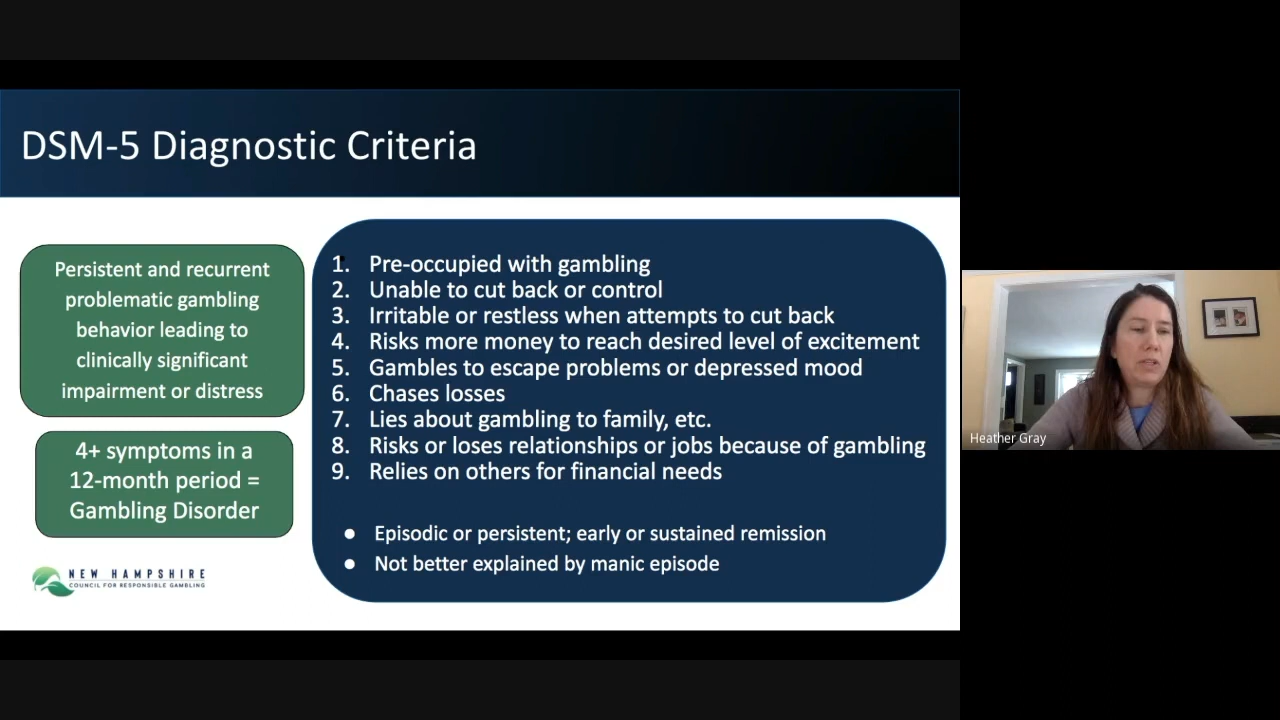 DSM-5 Diagnostic Criteria
Persistent and recurrent
problematic gambling
behavior leading to
clinically significant
impairment or distress
4+ symptoms in a
12-month period =
Gambling Disorder
NEW HAMPSHIRE
COUNCIL FOR RESPONSIBLE GAMBLING
1. Pre-occupied with gambling
2. Unable to cut back or control
3. Irritable or restless when attempts to cut back
4. Risks more money to reach desired level of excitement
5. Gambles to escape problems or depressed mood
6. Chases losses
7. Lies about gambling to family, etc.
8. Risks or loses relationships or jobs because of gambling
9. Relies on others for financial needs
● Episodic or persistent; early or sustained remission
● Not better explained by manic episode
Heather Gray